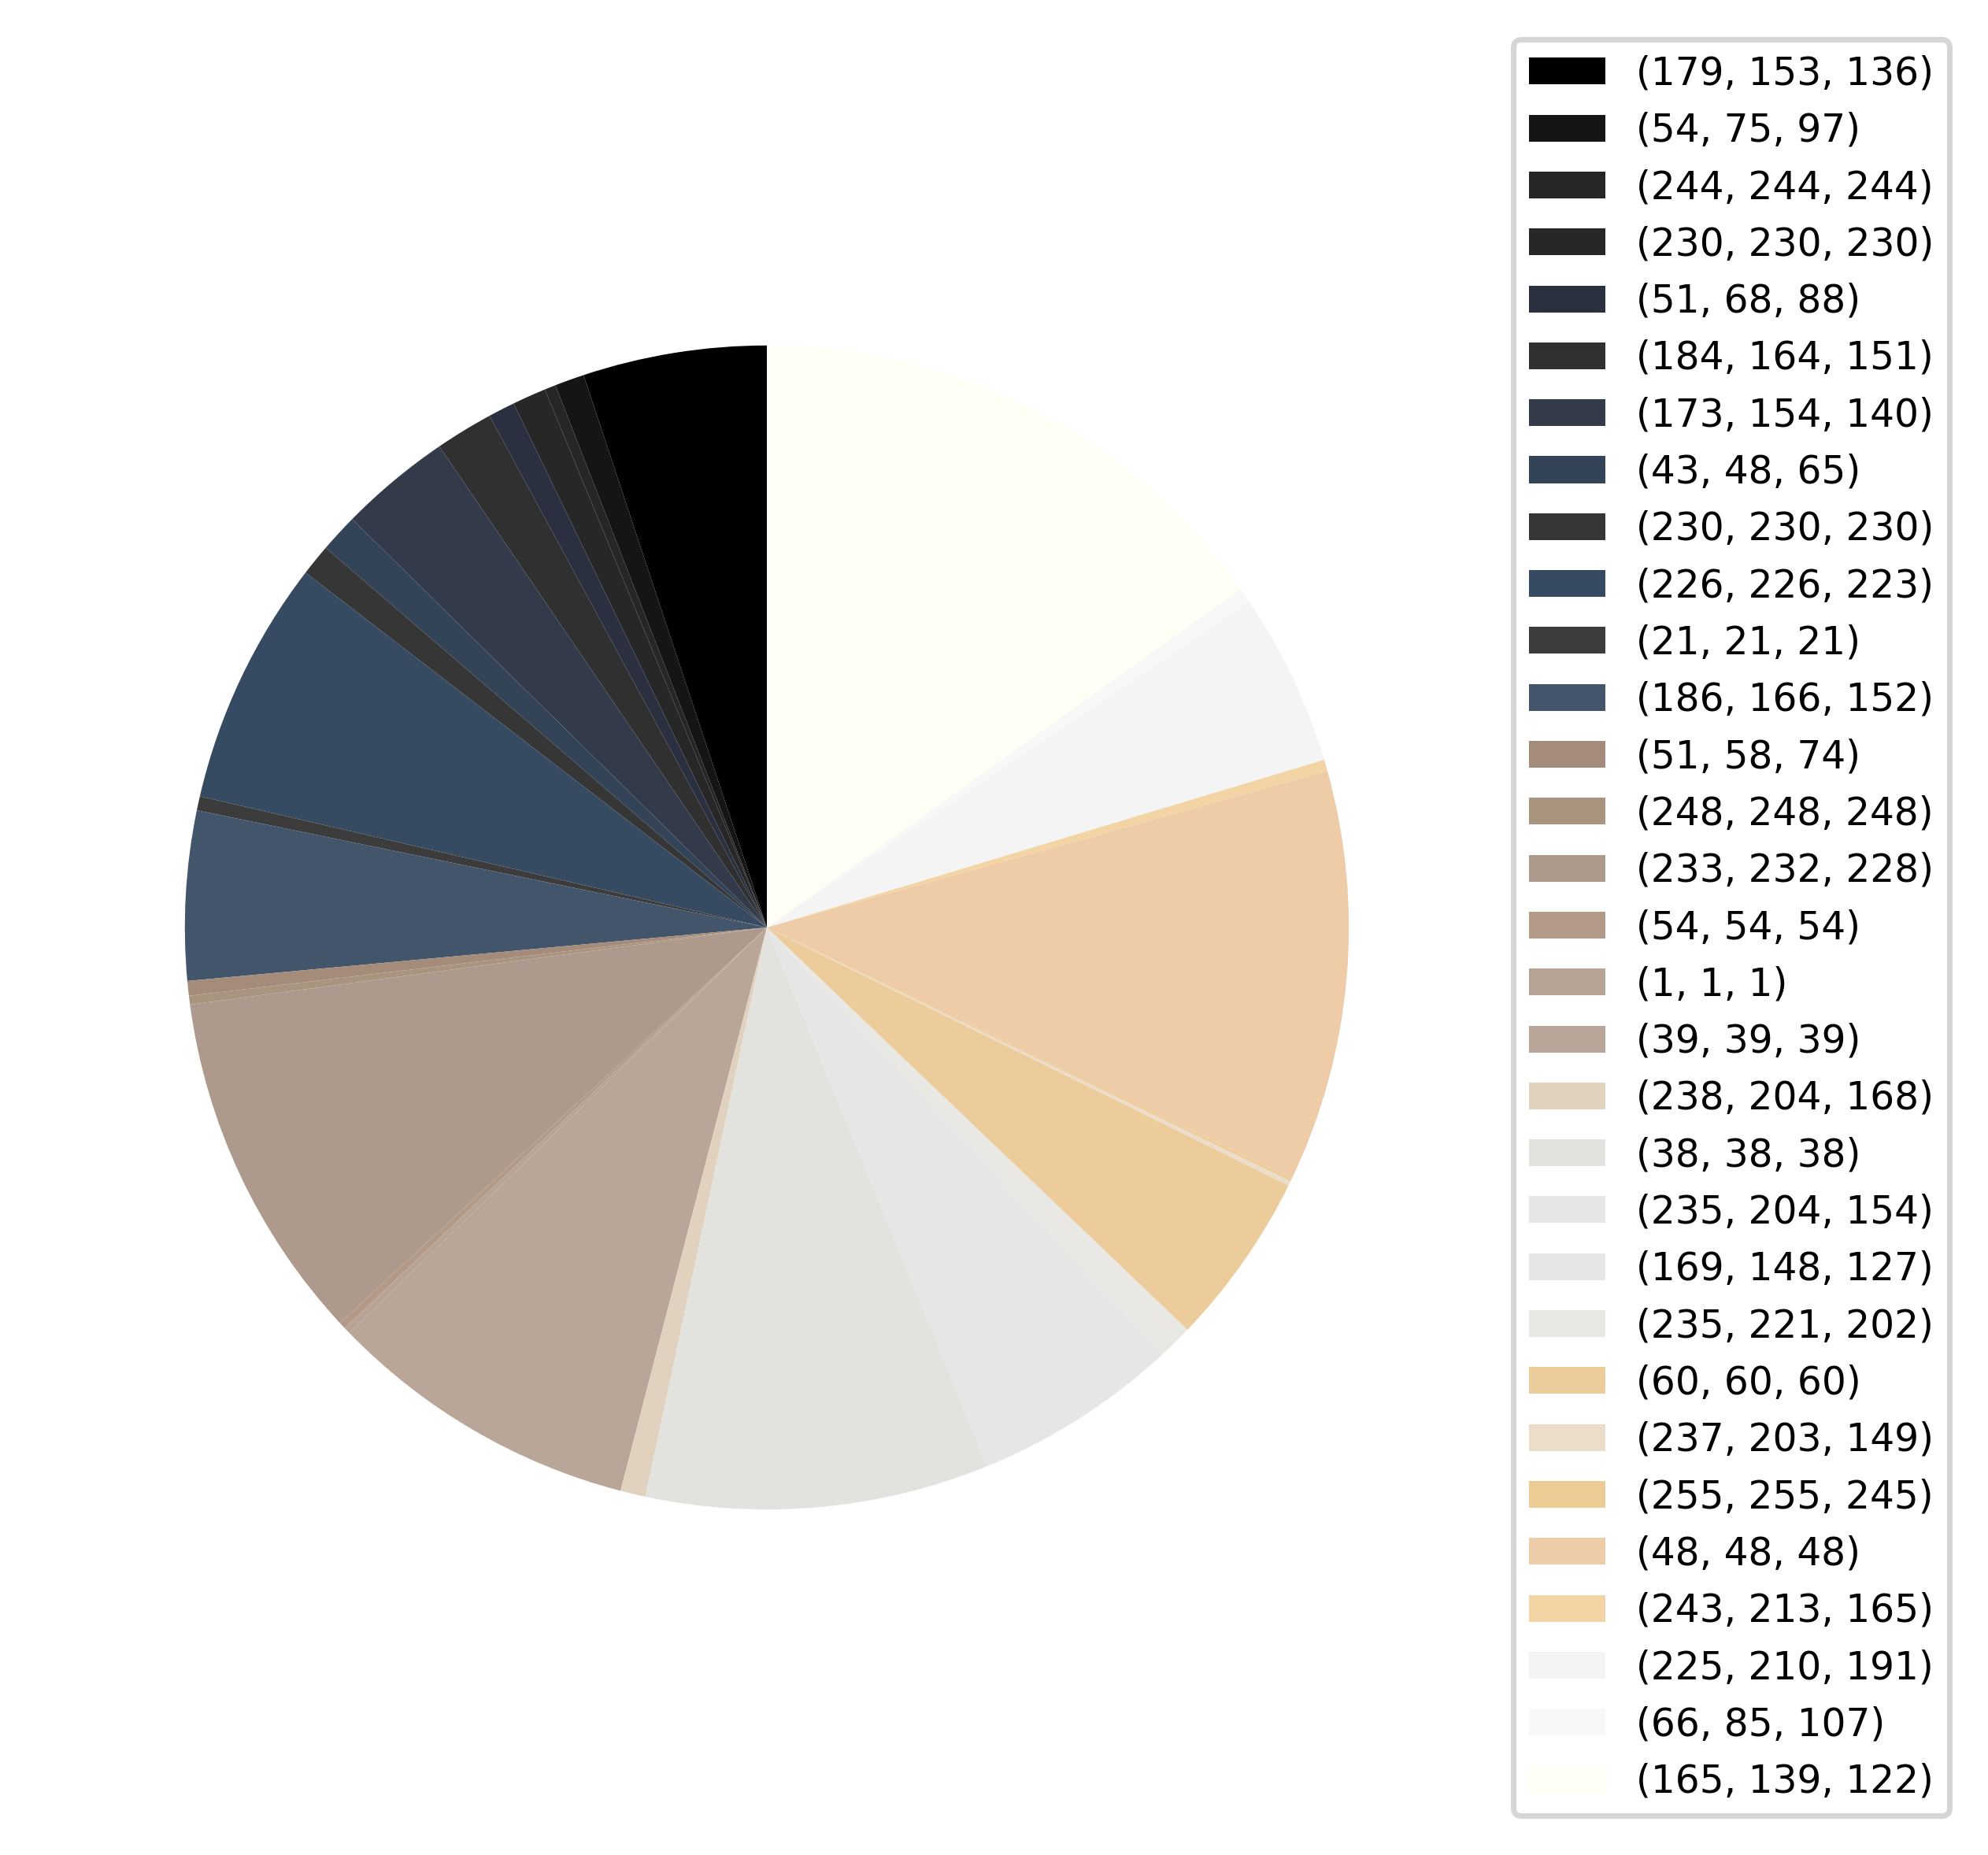 (179, 153, 136)
(54, 75, 97)
(244, 244, 244)
(230, 230, 230)
(51, 68, 88)
(184, 164, 151)
(173, 154, 140)
(43, 48, 65)
(230, 230, 230)
(226, 226, 223)
(21, 21, 21)
(186, 166, 152)
(51, 58, 74)
(248, 248, 248)
(233, 232, 228)
(54, 54, 54)
(1, 1, 1)
(39, 39, 39)
(238, 204, 168)
(38, 38, 38)
(235, 204, 154)
(169, 148, 127)
(235, 221, 202)
(60, 60, 60)
(237, 203, 149)
(255, 255, 245)
(48, 48, 48)
(243, 213, 165)
(225, 210, 191)
(66, 85, 107)
(165, 139, 122)